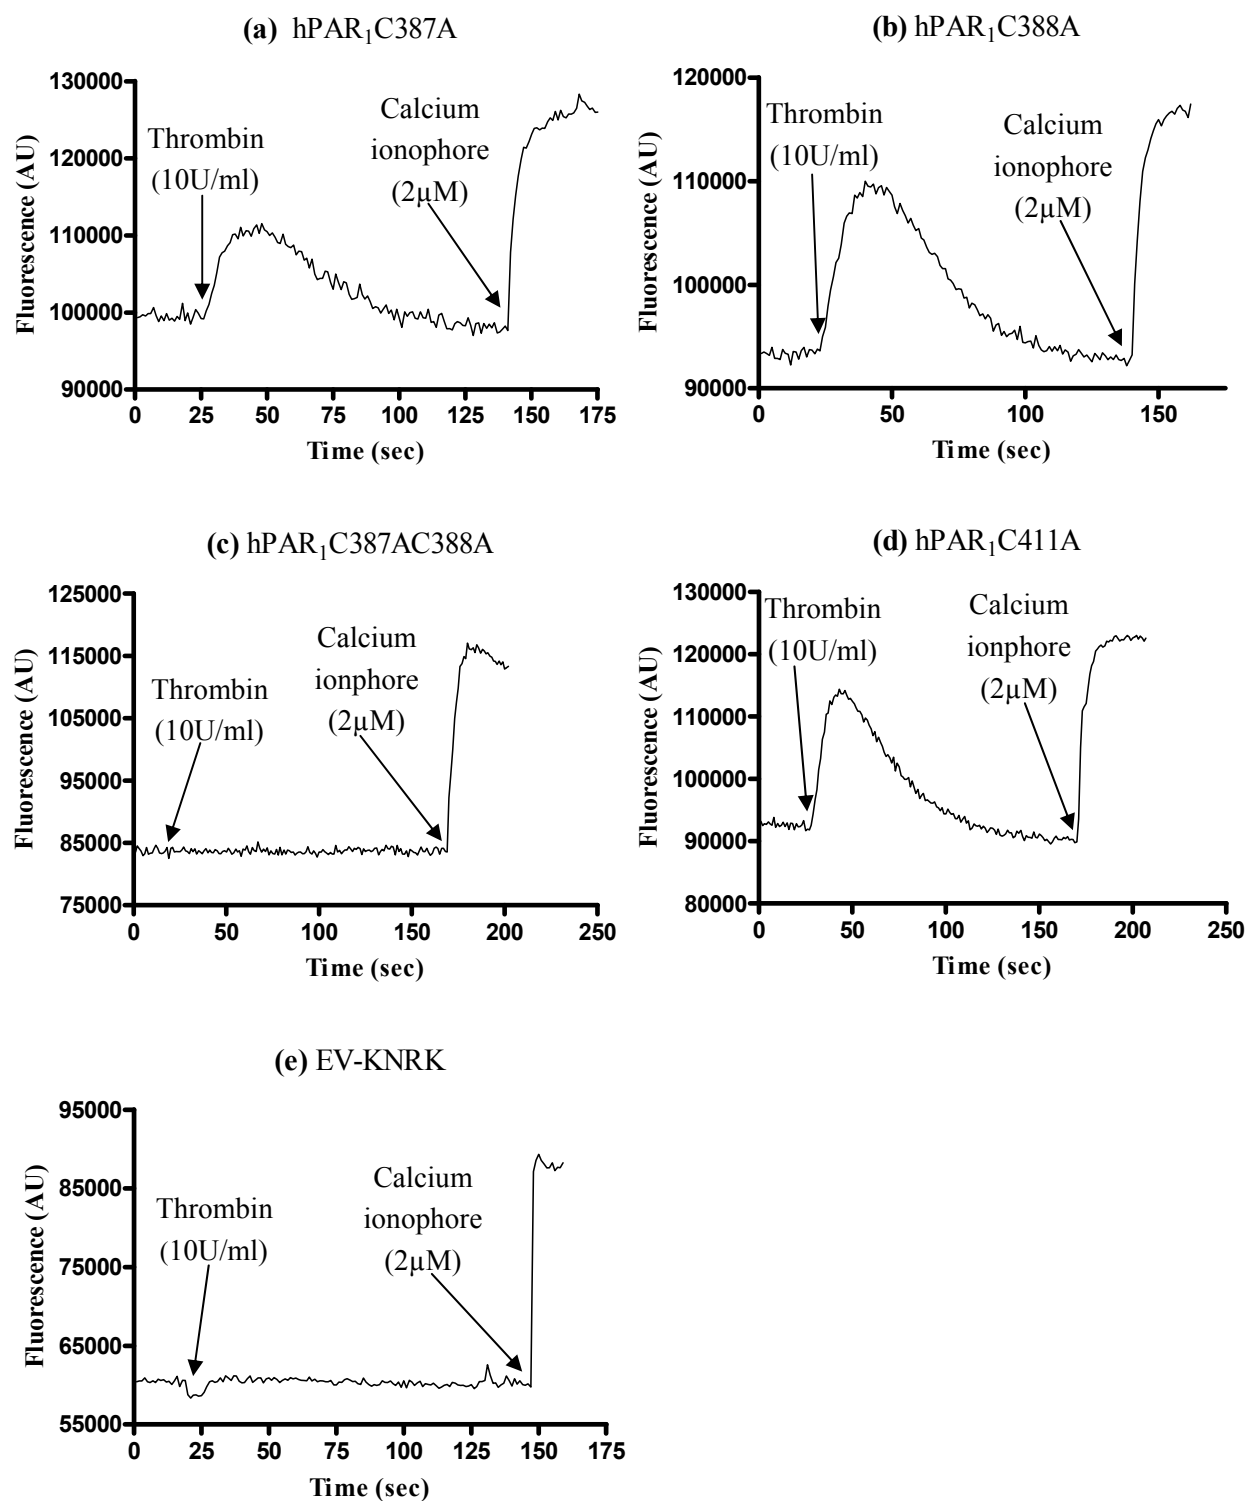 (a) hPAR₁C387A
130000
120000
110000
100000
90000
Fluorescence (AU)
Thrombin
(10U/ml)
Calcium
ionophore
(2µM)
0 25 50 75 100 125 150 175
Time (sec)
(b) hPAR₁C388A
120000
110000
100000
90000
Fluorescence (AU)
Thrombin
(10U/ml)
Calcium
ionophore
(2µM)
0 50 100 150
Time (sec)
(c) hPAR₁C387AC388A
125000
115000
105000
95000
85000
75000
Fluorescence (AU)
Thrombin
(10U/ml)
Calcium
ionphore
(2µM)
0 50 100 150 200 250
Time (sec)
(d) hPAR₁C411A
130000
120000
110000
100000
90000
80000
Fluorescence (AU)
Thrombin
(10U/ml)
Calcium
ionphore
(2µM)
0 50 100 150 200 250
Time (sec)
(e) EV-KNRK
95000
85000
75000
65000
55000
Fluorescence (AU)
Thrombin
(10U/ml)
Calcium
ionophore
(2µM)
0 25 50 75 100 125 150 175
Time (sec)